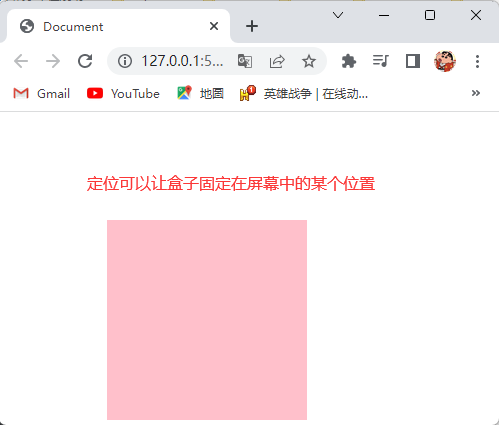 Document
127.0.0.1:5...
Gmail
YouTube
地图
英雄战争 | 在线动...
定位可以让盒子固定在屏幕中的某个位置